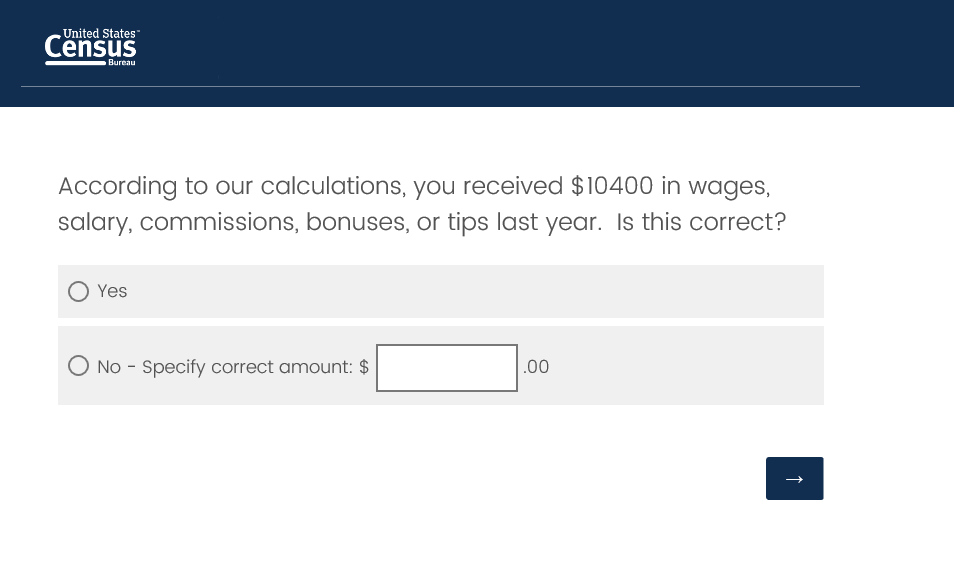 United States™
Census
Bureau
According to our calculations, you received $10400 in wages,
salary, commissions, bonuses, or tips last year.  Is this correct?
Yes
No - Specify correct amount: $ .00
→